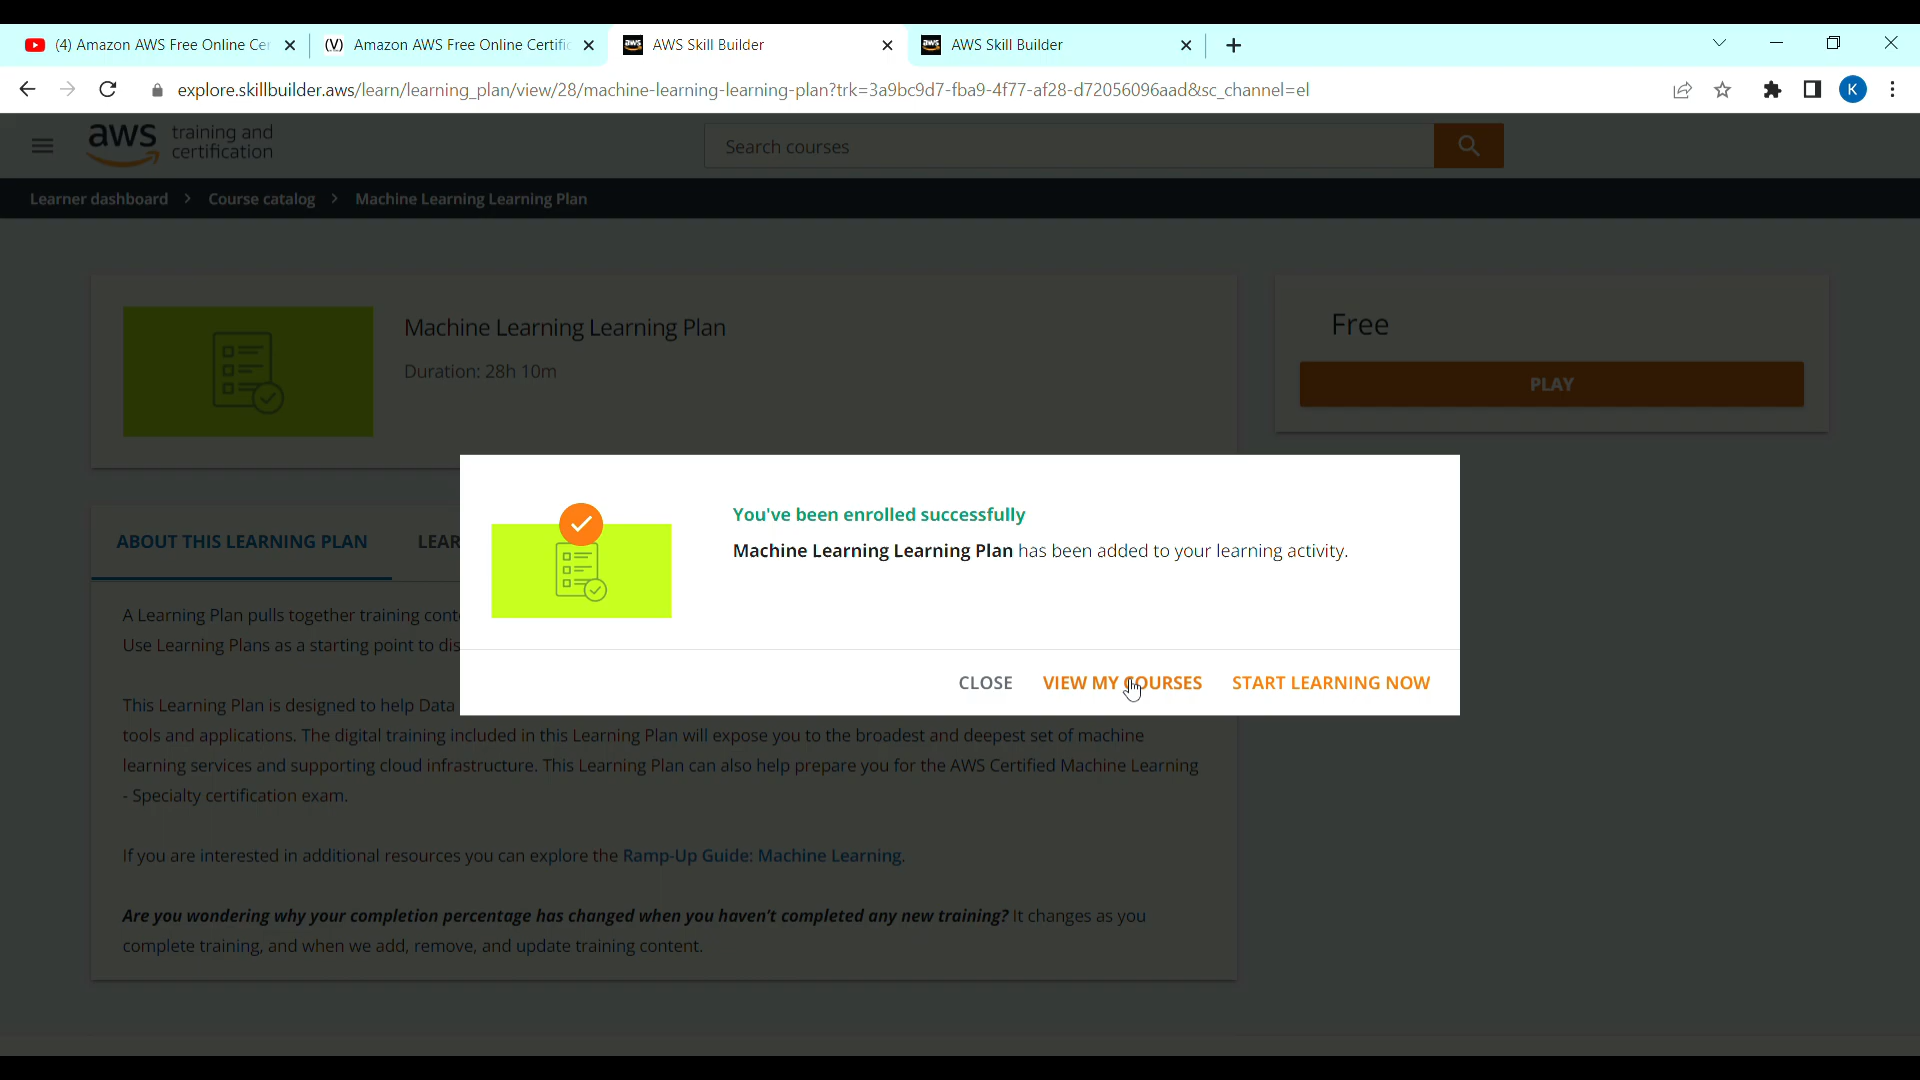 (4) Amazon AWS Free Online Cer
(V) Amazon AWS Free Online Certific
aws AWS Skill Builder
aws AWS Skill Builder
explore.skillbuilder.aws/learn/learning_plan/view/28/machine-learning-learning-plan?trk=3a9bc9d7-fba9-4f77-af28-d72056096aad&sc_channel=el
K
aws training and
certification
Search courses
Learner dashboard > Course catalog > Machine Learning Learning Plan
Machine Learning Learning Plan
Duration: 28h 10m
Free
PLAY
You've been enrolled successfully
Machine Learning Learning Plan has been added to your learning activity.
CLOSE VIEW MY COURSES START LEARNING NOW
ABOUT THIS LEARNING PLAN LEAR
A Learning Plan pulls together training cont
Use Learning Plans as a starting point to dis
This Learning Plan is designed to help Data
tools and applications. The digital training included in this Learning Plan will expose you to the broadest and deepest set of machine
learning services and supporting cloud infrastructure. This Learning Plan can also help prepare you for the AWS Certified Machine Learning
- Specialty certification exam.
If you are interested in additional resources you can explore the Ramp-Up Guide: Machine Learning.
Are you wondering why your completion percentage has changed when you haven't completed any new training? It changes as you
complete training, and when we add, remove, and update training content.